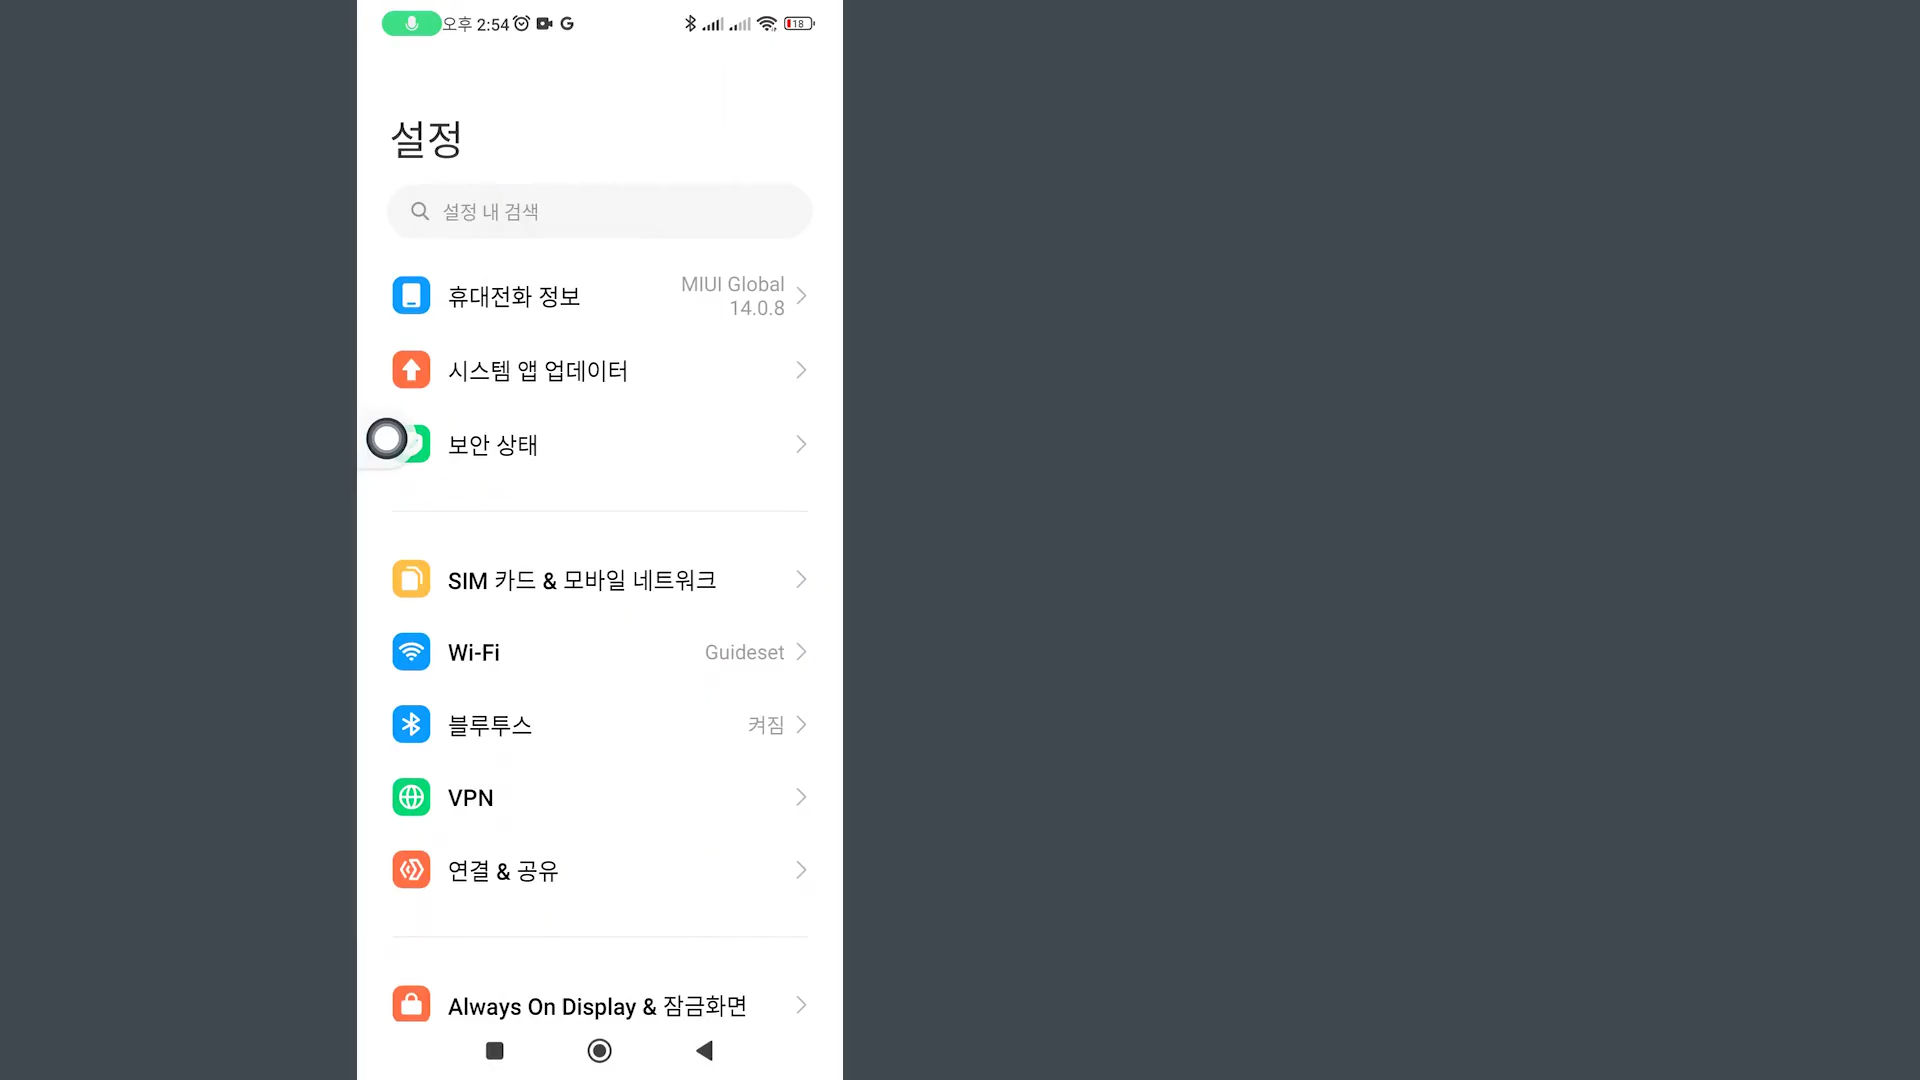 오후 2:54 G 18
설정
설정 내 검색
휴대전화 정보 MIUI Global
14.0.8
시스템 앱 업데이터
보안 상태
SIM 카드 & 모바일 네트워크
Wi-Fi Guideset
블루투스 켜짐
VPN
연결 & 공유
Always On Display & 잠금화면